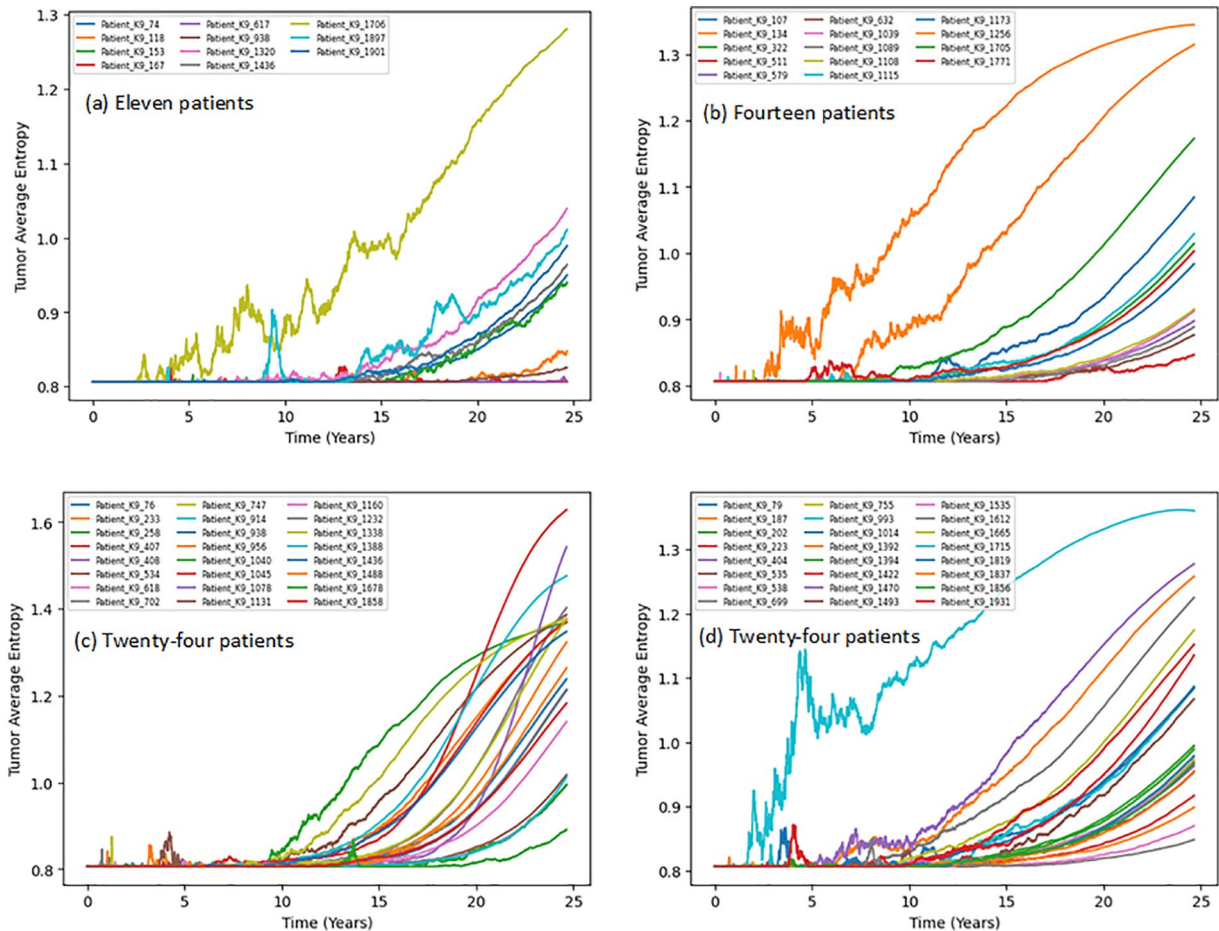 Patient_K9_74 Patient_K9_617 Patient_K9_1706
Patient_K9_118 Patient_K9_938 Patient_K9_1897
Patient_K9_153 Patient_K9_1320 Patient_K9_1901
Patient_K9_167 Patient_K9_1436
(a) Eleven patients
1.3
1.2
1.1
1.0
0.9
0.8
Tumor Average Entropy
0 5 10 15 20 25
Time (Years)
Patient_K9_107 Patient_K9_632 Patient_K9_1173
Patient_K9_134 Patient_K9_1039 Patient_K9_1256
Patient_K9_322 Patient_K9_1089 Patient_K9_1705
Patient_K9_511 Patient_K9_1108 Patient_K9_1771
Patient_K9_579 Patient_K9_1115
(b) Fourteen patients
1.3
1.2
1.1
1.0
0.9
0.8
Tumor Average Entropy
0 5 10 15 20 25
Time (Years)
Patient_K9_76 Patient_K9_747 Patient_K9_1160
Patient_K9_233 Patient_K9_914 Patient_K9_1232
Patient_K9_258 Patient_K9_938 Patient_K9_1338
Patient_K9_407 Patient_K9_956 Patient_K9_1388
Patient_K9_408 Patient_K9_1040 Patient_K9_1436
Patient_K9_534 Patient_K9_1045 Patient_K9_1488
Patient_K9_618 Patient_K9_1078 Patient_K9_1678
Patient_K9_702 Patient_K9_1131 Patient_K9_1858
(c) Twenty-four patients
1.6
1.4
1.2
1.0
0.8
Tumor Average Entropy
0 5 10 15 20 25
Time (Years)
Patient_K9_79 Patient_K9_755 Patient_K9_1535
Patient_K9_187 Patient_K9_993 Patient_K9_1612
Patient_K9_202 Patient_K9_1014 Patient_K9_1665
Patient_K9_223 Patient_K9_1392 Patient_K9_1715
Patient_K9_404 Patient_K9_1394 Patient_K9_1819
Patient_K9_535 Patient_K9_1422 Patient_K9_1837
Patient_K9_538 Patient_K9_1470 Patient_K9_1856
Patient_K9_699 Patient_K9_1493 Patient_K9_1931
(d) Twenty-four patients
1.3
1.2
1.1
1.0
0.9
0.8
Tumor Average Entropy
0 5 10 15 20 25
Time (Years)